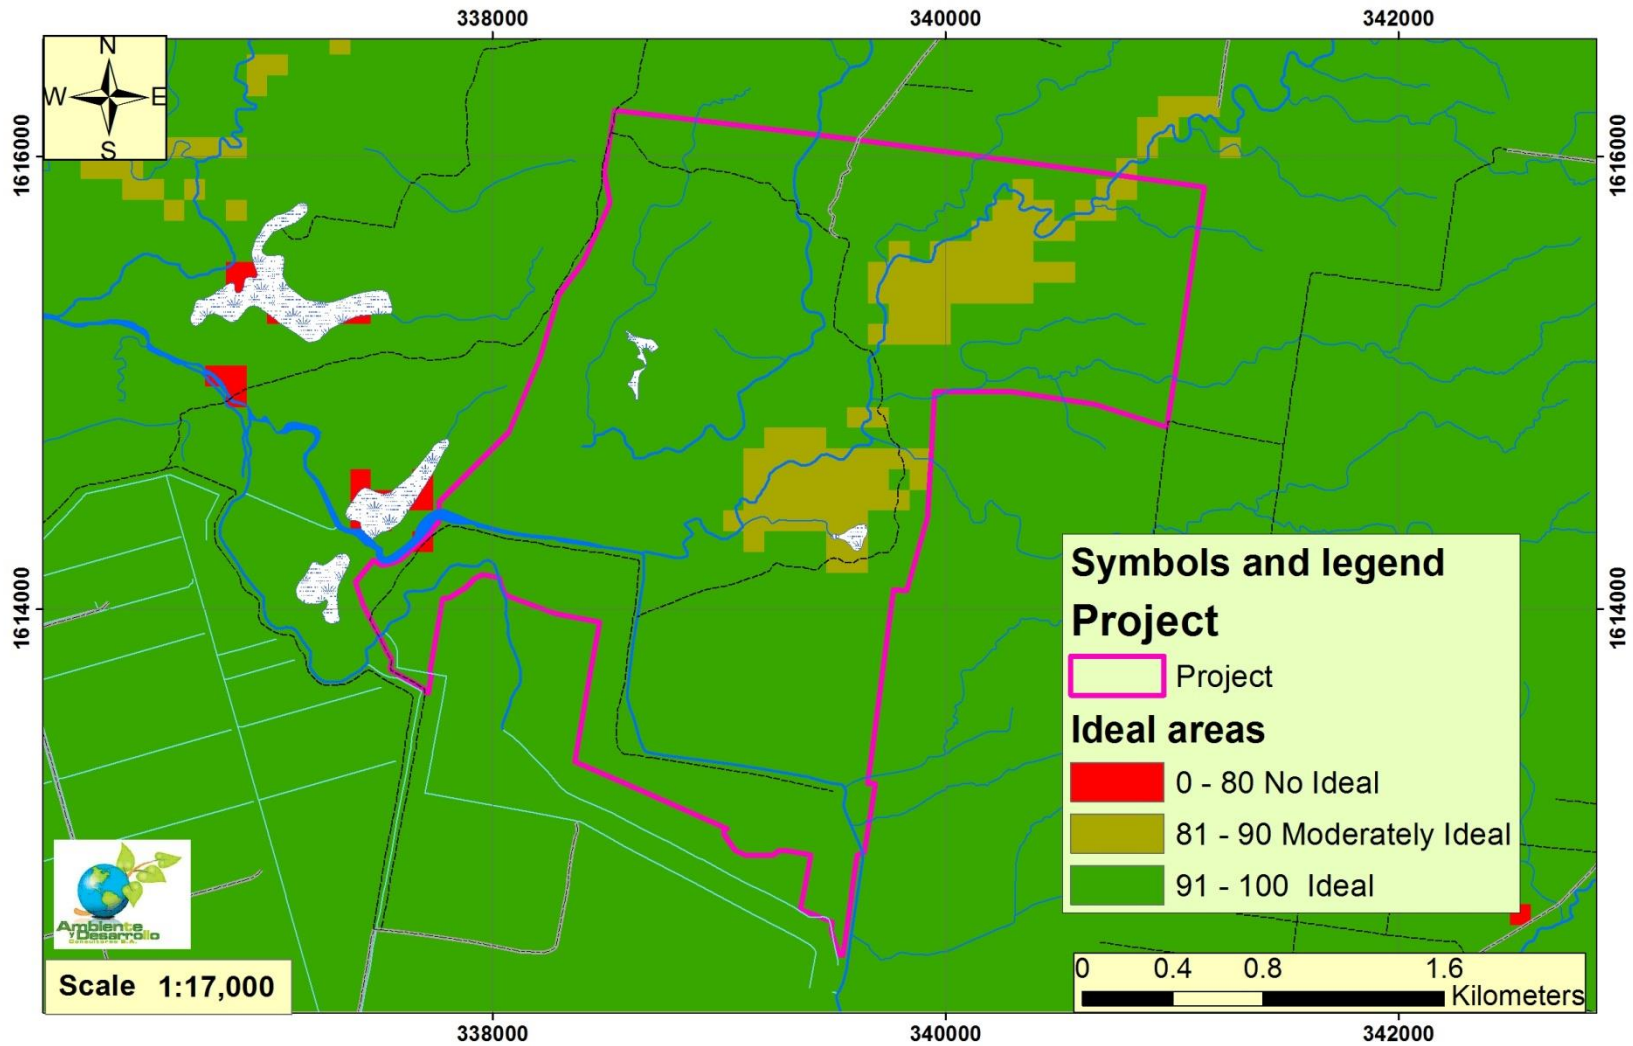 338000
340000
342000
N
W E
S
1616000
1616000
1614000
1614000
Symbols and legend
Project
Project
Ideal areas
0 - 80 No Ideal
81 - 90 Moderately Ideal
91 - 100 Ideal
Ambiente
y Desarrollo
Consultores S.A.
Scale 1:17,000
0 0.4 0.8 1.6
Kilometers
338000
340000
342000